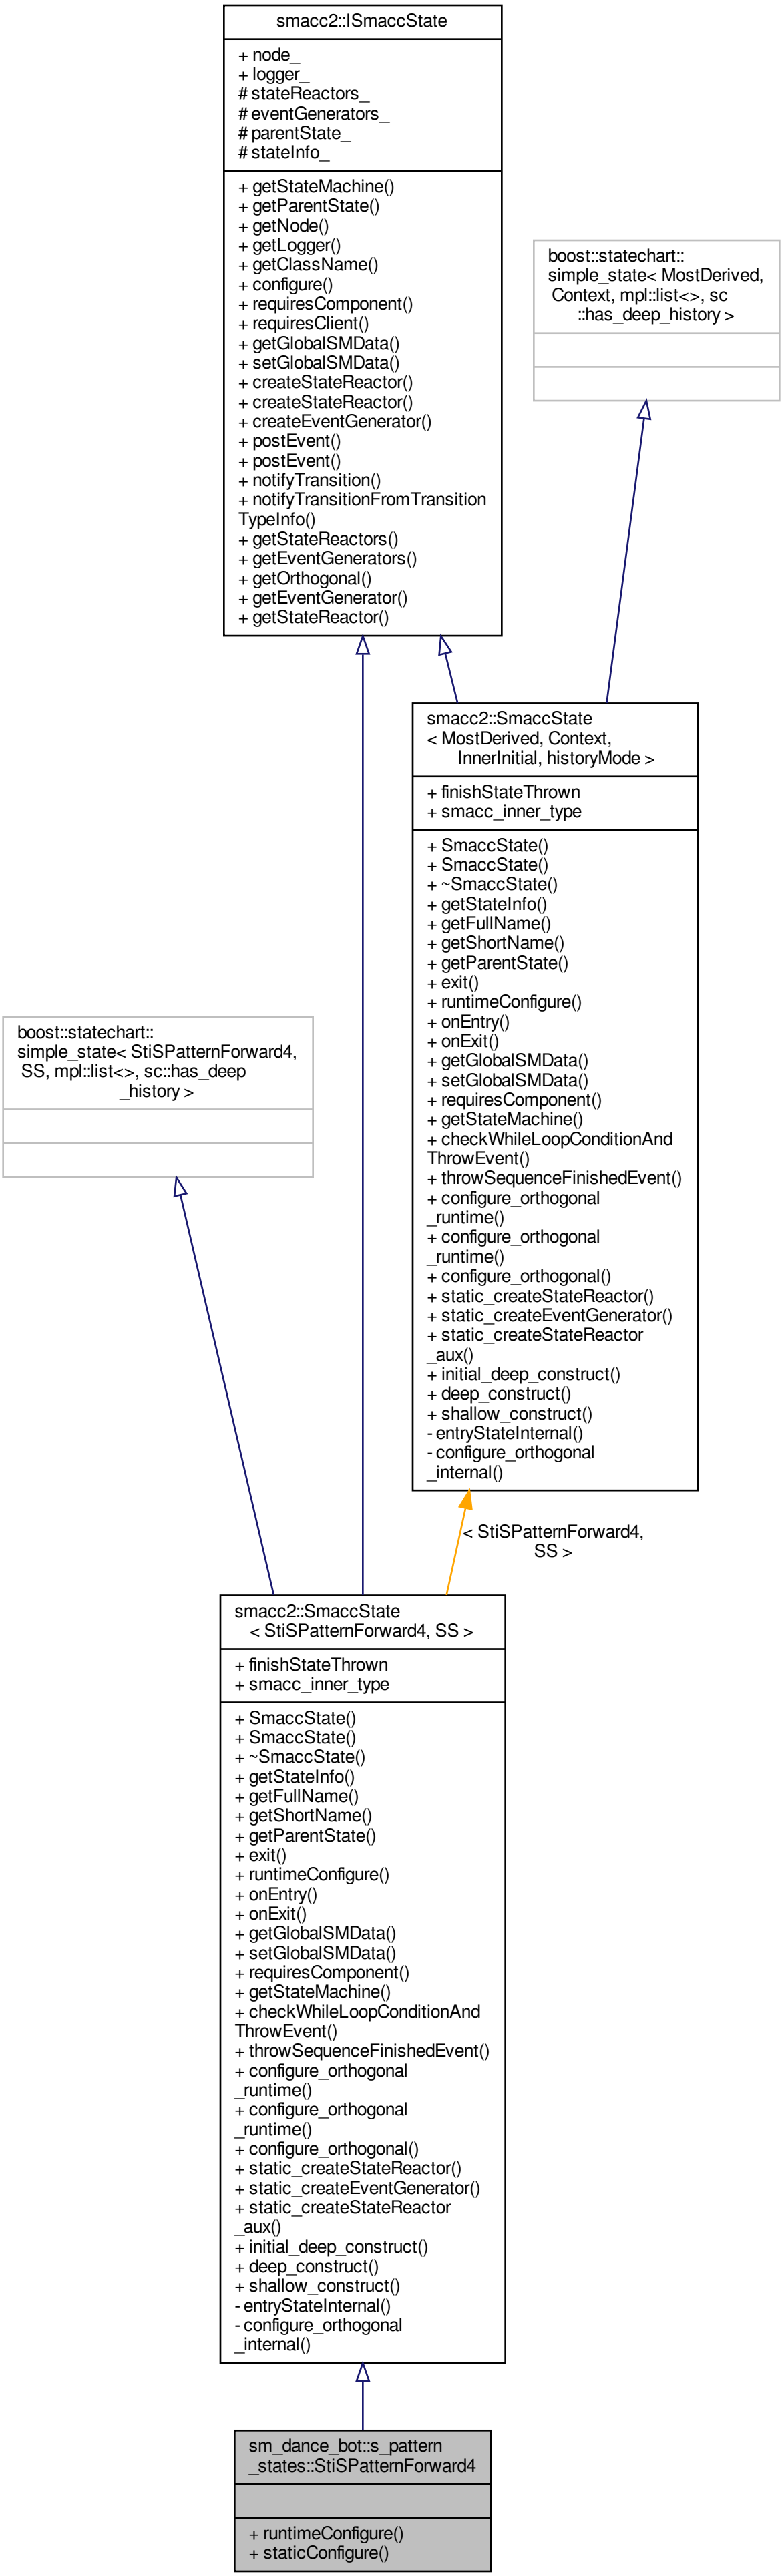 smacc2::ISmaccState
+ node_
+ logger_
# stateReactors_
# eventGenerators_
# parentState_
# stateInfo_
+ getStateMachine()
+ getParentState()
+ getNode()
+ getLogger()
+ getClassName()
+ configure()
+ requiresComponent()
+ requiresClient()
+ getGlobalSMData()
+ setGlobalSMData()
+ createStateReactor()
+ createStateReactor()
+ createEventGenerator()
+ postEvent()
+ postEvent()
+ notifyTransition()
+ notifyTransitionFromTransition
TypeInfo()
+ getStateReactors()
+ getEventGenerators()
+ getOrthogonal()
+ getEventGenerator()
+ getStateReactor()
boost::statechart::
simple_state< MostDerived,
Context, mpl::list<>, sc
::has_deep_history >
smacc2::SmaccState
< MostDerived, Context,
InnerInitial, historyMode >
+ finishStateThrown
+ smacc_inner_type
+ SmaccState()
+ SmaccState()
+ ~SmaccState()
+ getStateInfo()
+ getFullName()
+ getShortName()
+ getParentState()
+ exit()
+ runtimeConfigure()
+ onEntry()
+ onExit()
+ getGlobalSMData()
+ setGlobalSMData()
+ requiresComponent()
+ getStateMachine()
+ checkWhileLoopConditionAnd
ThrowEvent()
+ throwSequenceFinishedEvent()
+ configure_orthogonal
_runtime()
+ configure_orthogonal
_runtime()
+ configure_orthogonal()
+ static_createStateReactor()
+ static_createEventGenerator()
+ static_createStateReactor
_aux()
+ initial_deep_construct()
+ deep_construct()
+ shallow_construct()
- entryStateInternal()
- configure_orthogonal
_internal()
boost::statechart::
simple_state< StiSPatternForward4,
SS, mpl::list<>, sc::has_deep
_history >
< StiSPatternForward4,
SS >
smacc2::SmaccState
< StiSPatternForward4, SS >
+ finishStateThrown
+ smacc_inner_type
+ SmaccState()
+ SmaccState()
+ ~SmaccState()
+ getStateInfo()
+ getFullName()
+ getShortName()
+ getParentState()
+ exit()
+ runtimeConfigure()
+ onEntry()
+ onExit()
+ getGlobalSMData()
+ setGlobalSMData()
+ requiresComponent()
+ getStateMachine()
+ checkWhileLoopConditionAnd
ThrowEvent()
+ throwSequenceFinishedEvent()
+ configure_orthogonal
_runtime()
+ configure_orthogonal
_runtime()
+ configure_orthogonal()
+ static_createStateReactor()
+ static_createEventGenerator()
+ static_createStateReactor
_aux()
+ initial_deep_construct()
+ deep_construct()
+ shallow_construct()
- entryStateInternal()
- configure_orthogonal
_internal()
sm_dance_bot::s_pattern
_states::StiSPatternForward4
+ runtimeConfigure()
+ staticConfigure()